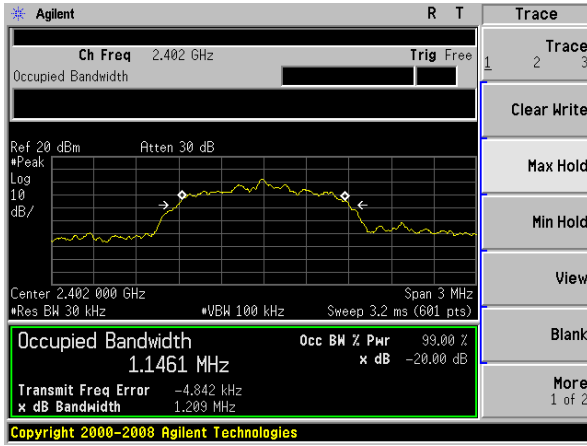 Agilent R T Trace
Ch Freq 2.402 GHz Trig Free
Occupied Bandwidth
Trace
1 2 3
Clear Write
Max Hold
Min Hold
View
Blank
More
1 of 2
Ref 20 dBm Atten 30 dB
#Peak
Log
10
dB/
Center 2.402 000 GHz Span 3 MHz
#Res BW 30 kHz #VBW 100 kHz Sweep 3.2 ms (601 pts)
Occupied Bandwidth Occ BW % Pwr 99.00 %
1.1461 MHz x dB -20.00 dB
Transmit Freq Error -4.842 kHz
x dB Bandwidth 1.209 MHz
Copyright 2000-2008 Agilent Technologies